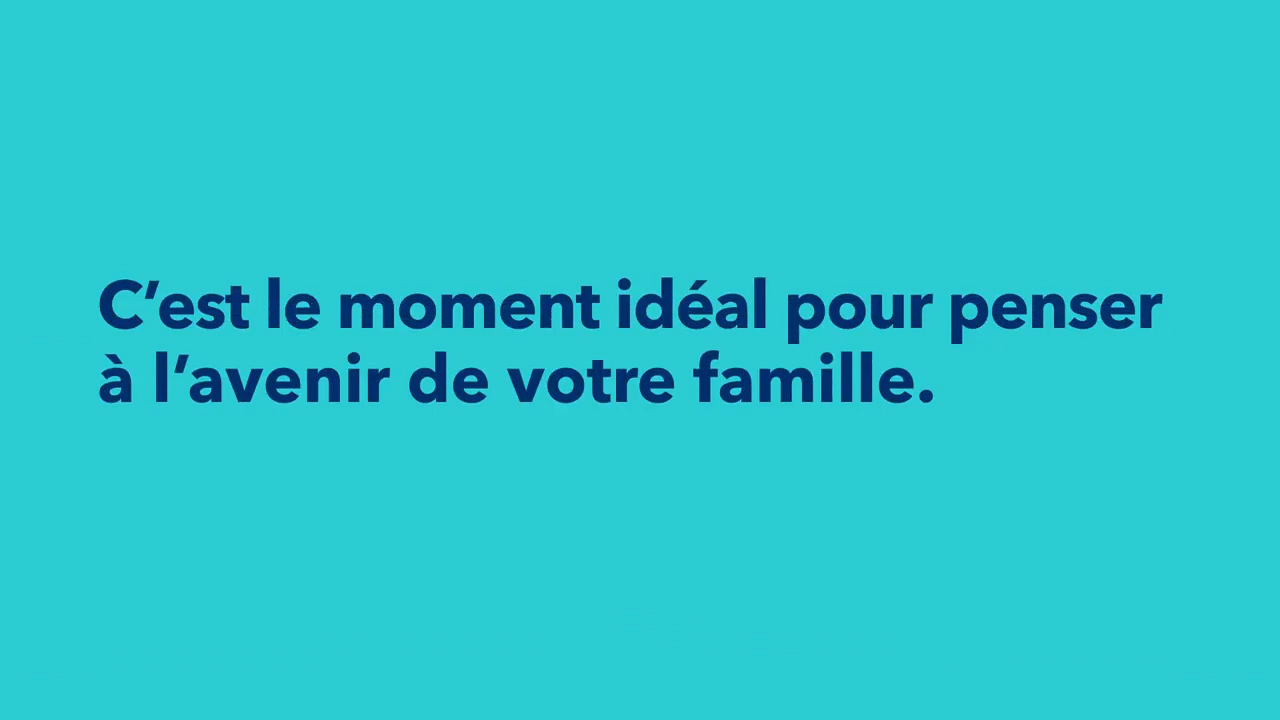 C’est le moment idéal pour penser
à l’avenir de votre famille.